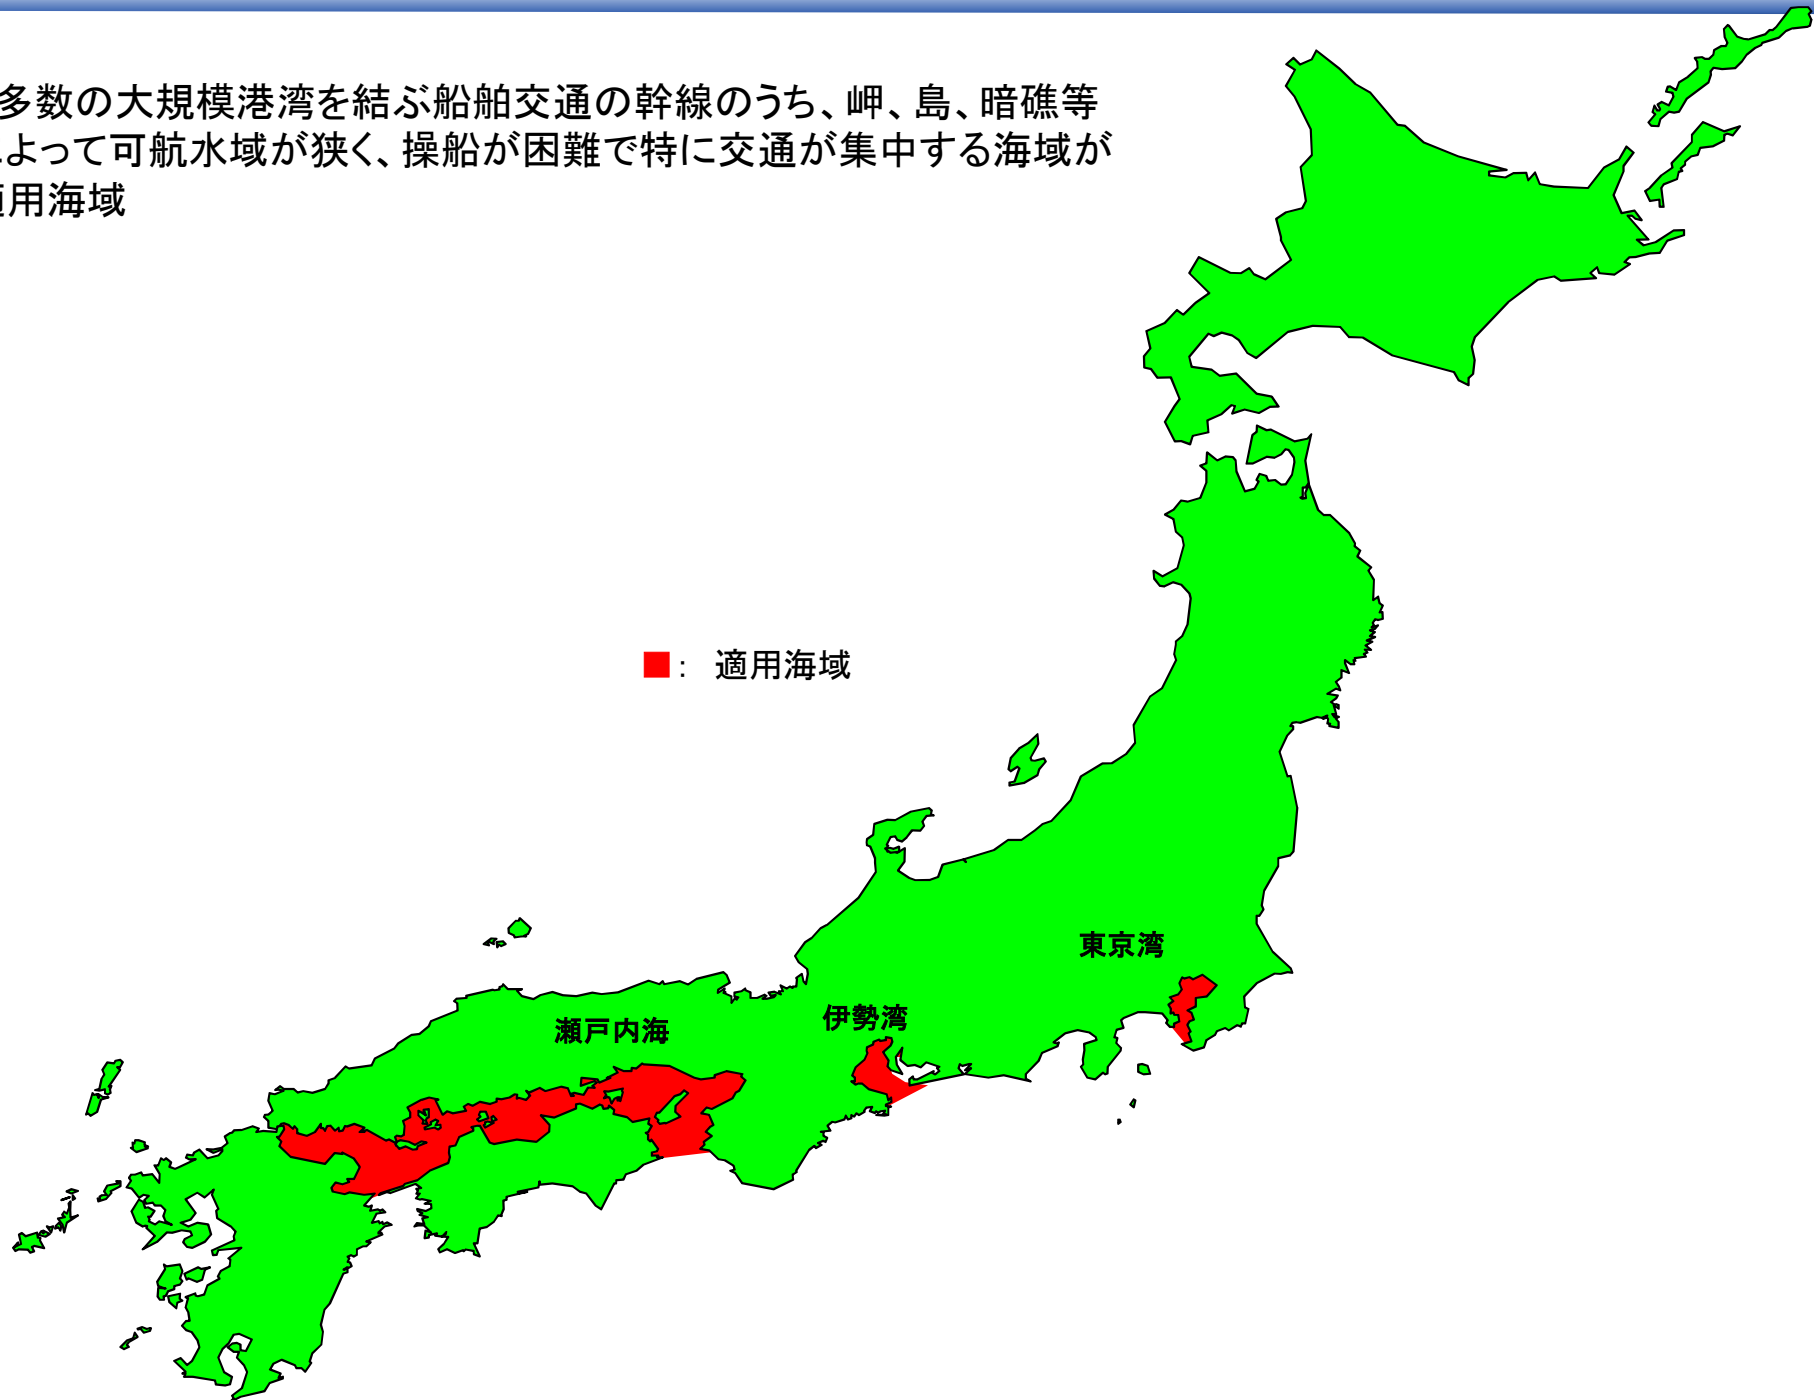 多数の大規模港湾を結ぶ船舶交通の幹線のうち、岬、島、暗礁等
よって可航水域が狭く、操船が困難で特に交通が集中する海域が
用海域
■： 適用海域
東京湾
伊勢湾
瀬戸内海